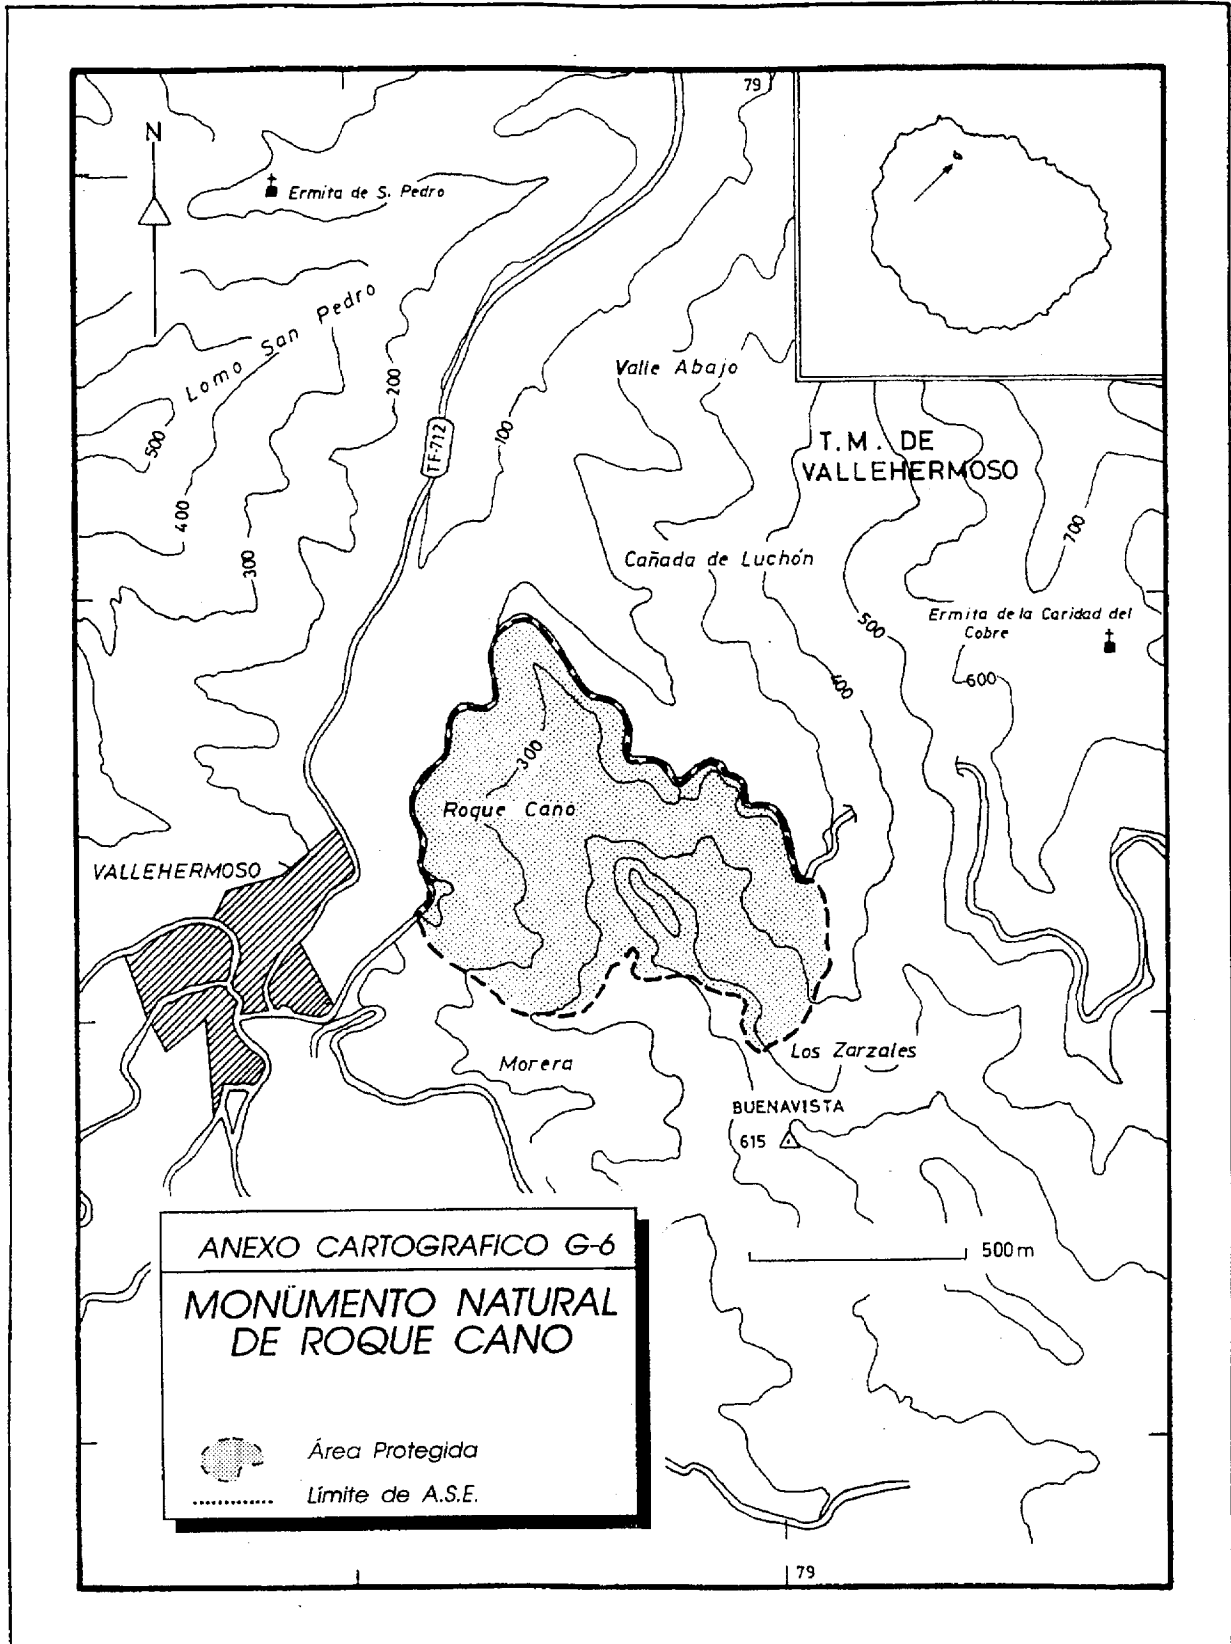 79
N
Ermita de S. Pedro
Lomo San Pedro
Valle Abajo
200
100
TF-712
500
400
300
T.M. DE
VALLEHERMOSO
700
Cañada de Luchón
500
Ermita de la Caridad del
Cobre
400
600
300
Roque Cano
VALLEHERMOSO
Morera
Los Zarzales
BUENAVISTA
615
500 m
ANEXO CARTOGRAFICO G-6
MONÜMENTO NATURAL
DE ROQUE CANO
Área Protegida
Límite de A.S.E.
79